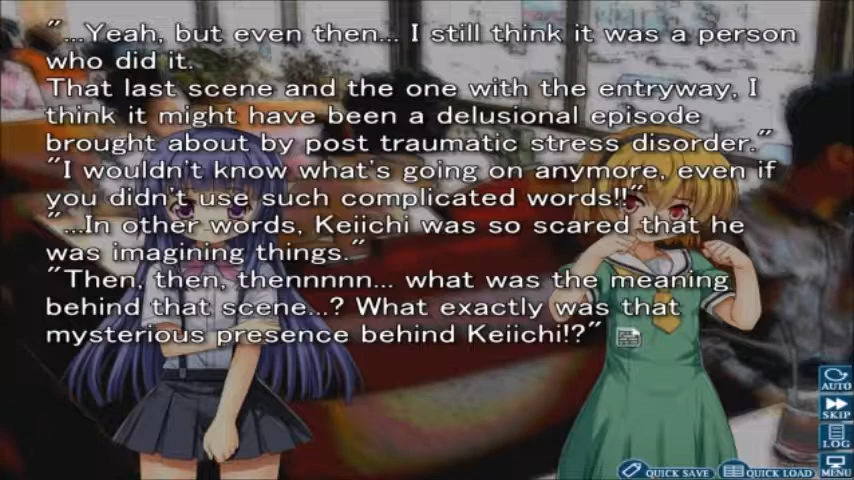 "...Yeah, but even then... I still think it was a person
who did it.
That last scene and the one with the entryway, I
think it might have been a delusional episode
brought about by post traumatic stress disorder."
"I wouldn't know what's going on anymore, even if
you didn't use such complicated words!!"
"...In other words, Keiichi was so scared that he
was imagining things."
"Then, then, thennnnn... what was the meaning
behind that scene...? What exactly was that
mysterious presence behind Keiichi!?"
AUTO
SKIP
LOG
MENU
QUICK SAVE
QUICK LOAD